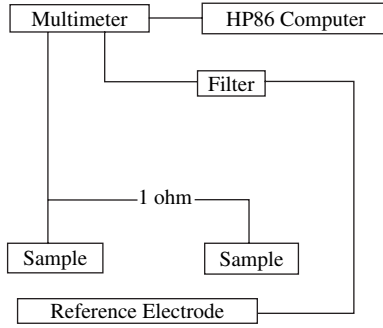 Multimeter
HP86 Computer
Filter
1 ohm
Sample
Sample
Reference Electrode